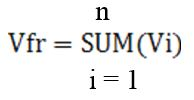 n
Vfr = SUM(Vi)
i = 1